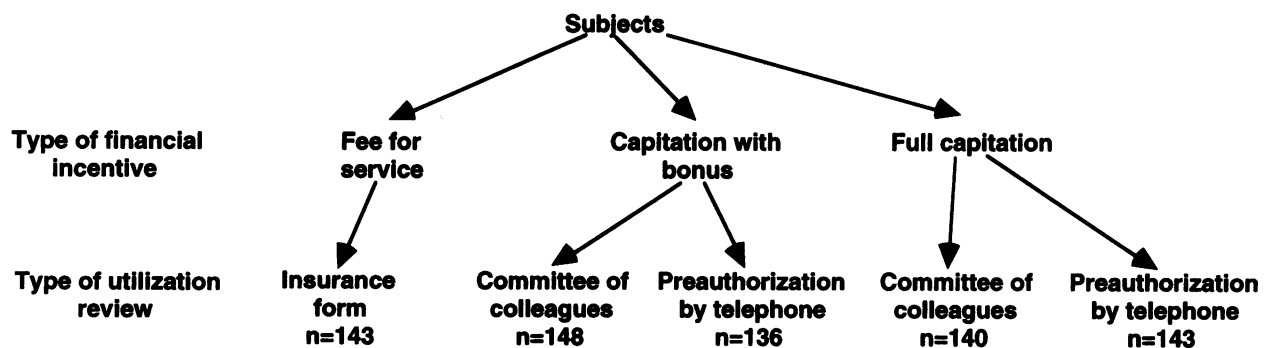 Subjects
Type of financial
incentive
Fee for
service
Capitation with
bonus
Full capitation
Type of utilization
review
Insurance
form
n=143
Committee of
colleagues
n=148
Preauthorization
by telephone
n=136
Committee of
colleagues
n=140
Preauthorization
by telephone
n=143